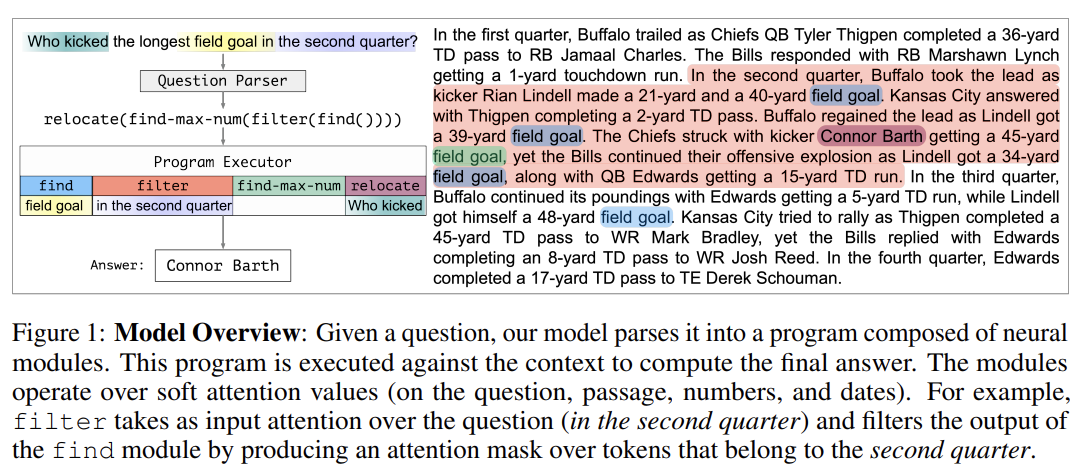 Who kicked the longest field goal in the second quarter?
Question Parser
relocate(find-max-num(filter(find())))
Program Executor
find filter find-max-num relocate
field goal in the second quarter Who kicked
Answer: Connor Barth
In the first quarter, Buffalo trailed as Chiefs QB Tyler Thigpen completed a 36-yard
TD pass to RB Jamaal Charles. The Bills responded with RB Marshawn Lynch
getting a 1-yard touchdown run. In the second quarter, Buffalo took the lead as
kicker Rian Lindell made a 21-yard and a 40-yard field goal. Kansas City answered
with Thigpen completing a 2-yard TD pass. Buffalo regained the lead as Lindell got
a 39-yard field goal. The Chiefs struck with kicker Connor Barth getting a 45-yard
field goal, yet the Bills continued their offensive explosion as Lindell got a 34-yard
field goal, along with QB Edwards getting a 15-yard TD run. In the third quarter,
Buffalo continued its poundings with Edwards getting a 5-yard TD run, while Lindell
got himself a 48-yard field goal. Kansas City tried to rally as Thigpen completed a
45-yard TD pass to WR Mark Bradley, yet the Bills replied with Edwards
completing an 8-yard TD pass to WR Josh Reed. In the fourth quarter, Edwards
completed a 17-yard TD pass to TE Derek Schouman.
Figure 1: Model Overview: Given a question, our model parses it into a program composed of neural
modules. This program is executed against the context to compute the final answer. The modules
operate over soft attention values (on the question, passage, numbers, and dates). For example,
filter takes as input attention over the question (in the second quarter) and filters the output of
the find module by producing an attention mask over tokens that belong to the second quarter.